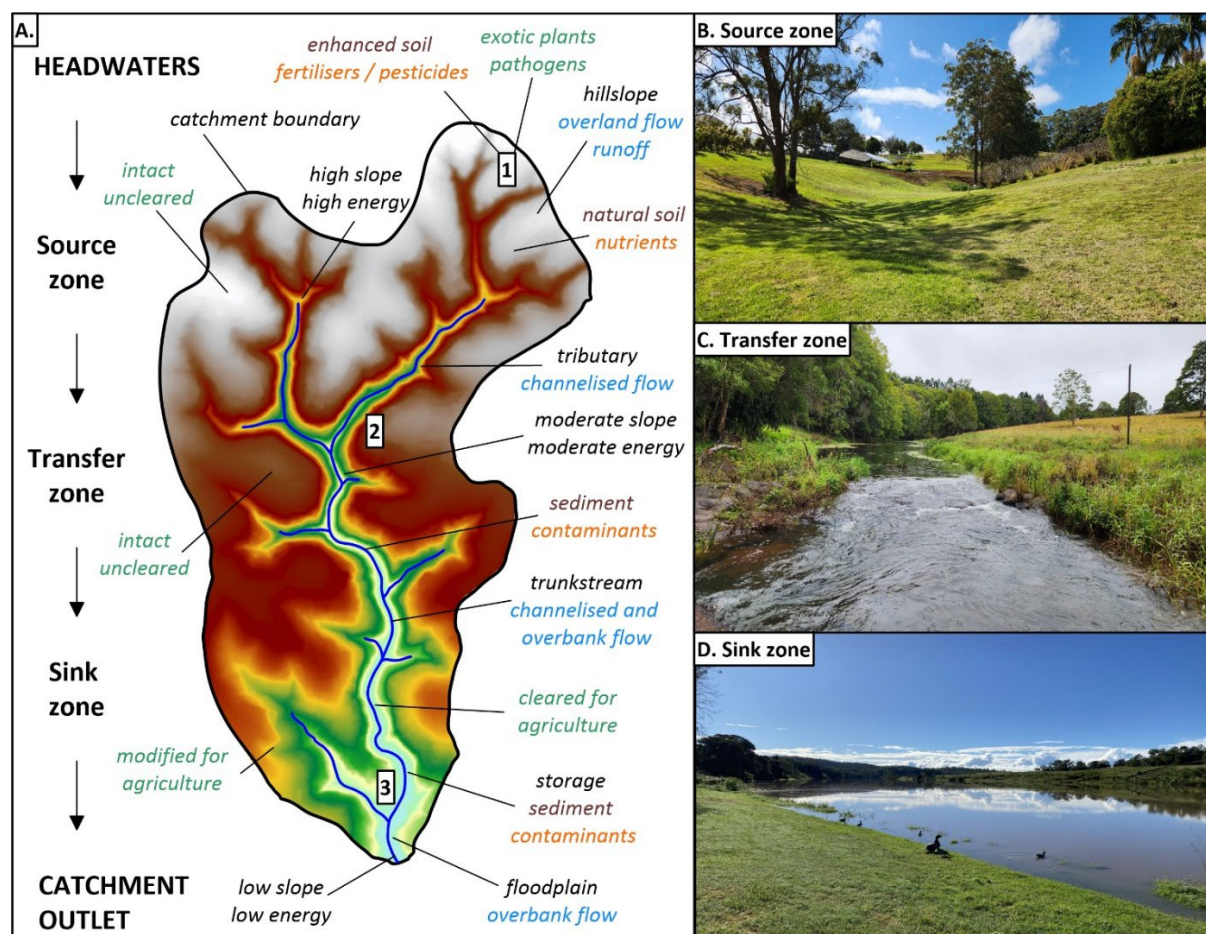 A.
HEADWATERS
Source
zone
Transfer
zone
Sink
zone
CATCHMENT
OUTLET
enhanced soil
fertilisers / pesticides
exotic plants
pathogens
hillslope
overland flow
runoff
catchment boundary
intact
uncleared
high slope
high energy
1
natural soil
nutrients
tributary
channelised flow
2
moderate slope
moderate energy
sediment
contaminants
intact
uncleared
trunkstream
channelised and
overbank flow
cleared for
agriculture
modified for
agriculture
3
storage
sediment
contaminants
low slope
low energy
floodplain
overbank flow
B. Source zone
C. Transfer zone
D. Sink zone